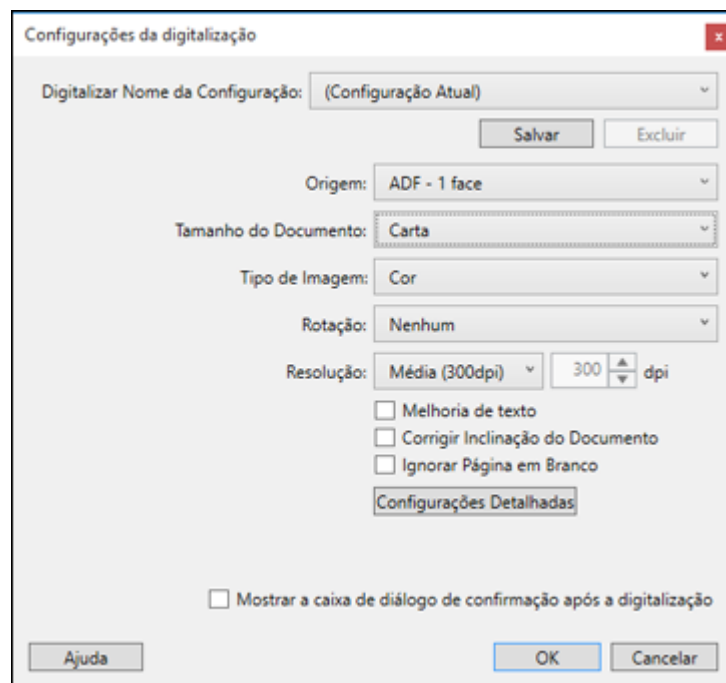 Configurações da digitalização
x
Digitalizar Nome da Configuração: (Configuração Atual)
Salvar Excluir
Origem: ADF - 1 face
Tamanho do Documento: Carta
Tipo de Imagem: Cor
Rotação: Nenhum
Resolução: Média (300dpi) 300 dpi
Melhoria de texto
Corrigir Inclinação do Documento
Ignorar Página em Branco
Configurações Detalhadas
Mostrar a caixa de diálogo de confirmação após a digitalização
Ajuda OK Cancelar